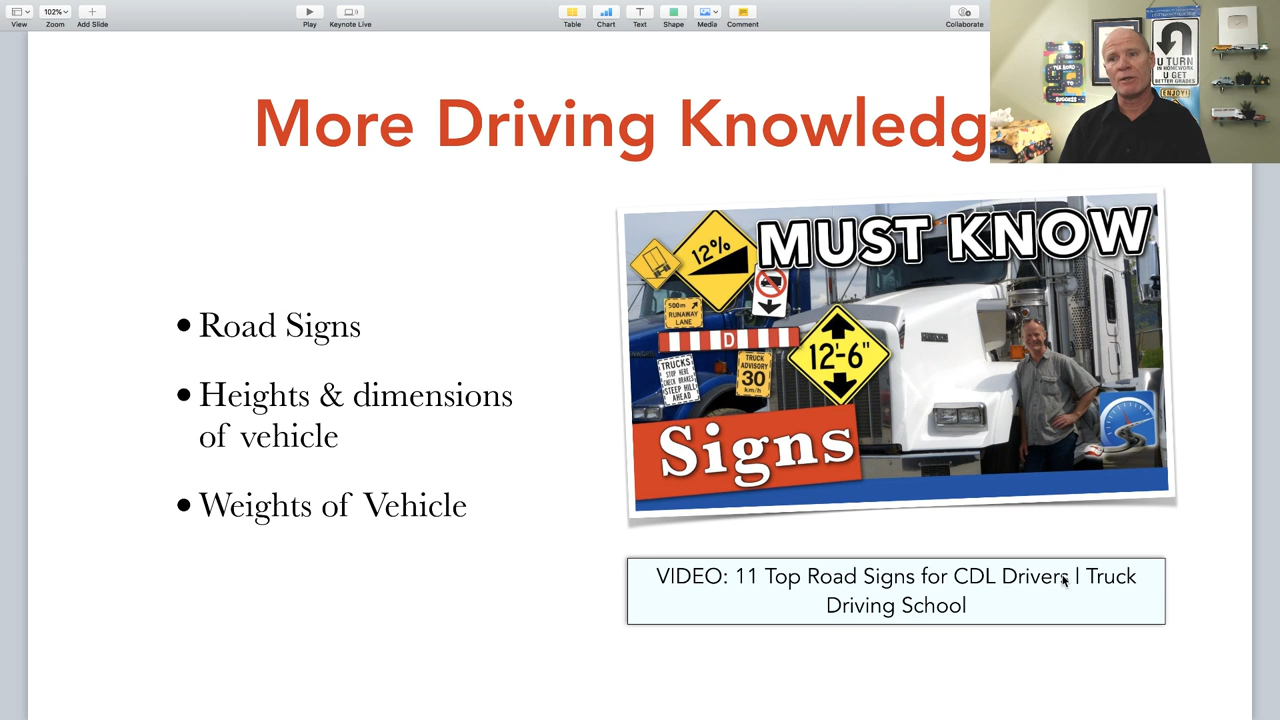 View
102%
Zoom
Add Slide
Play
Keynote Live
Table
Chart
Text
Shape
Media
Comment
Collaborate
U TURN
IN HOMEWORK
U GET
BETTER GRADES
ENJOY!
More Driving Knowledg
• Road Signs
• Heights & dimensions
of vehicle
• Weights of Vehicle
MUST KNOW
12%
500m
RUNAWAY
LANE
D
12'-6"
TRUCKS
STOP HERE
CHECK BRAKES
STEEP HILL
AHEAD
TRUCK
ADVISORY
30
km/h
Signs
VIDEO: 11 Top Road Signs for CDL Drivers | Truck
Driving School